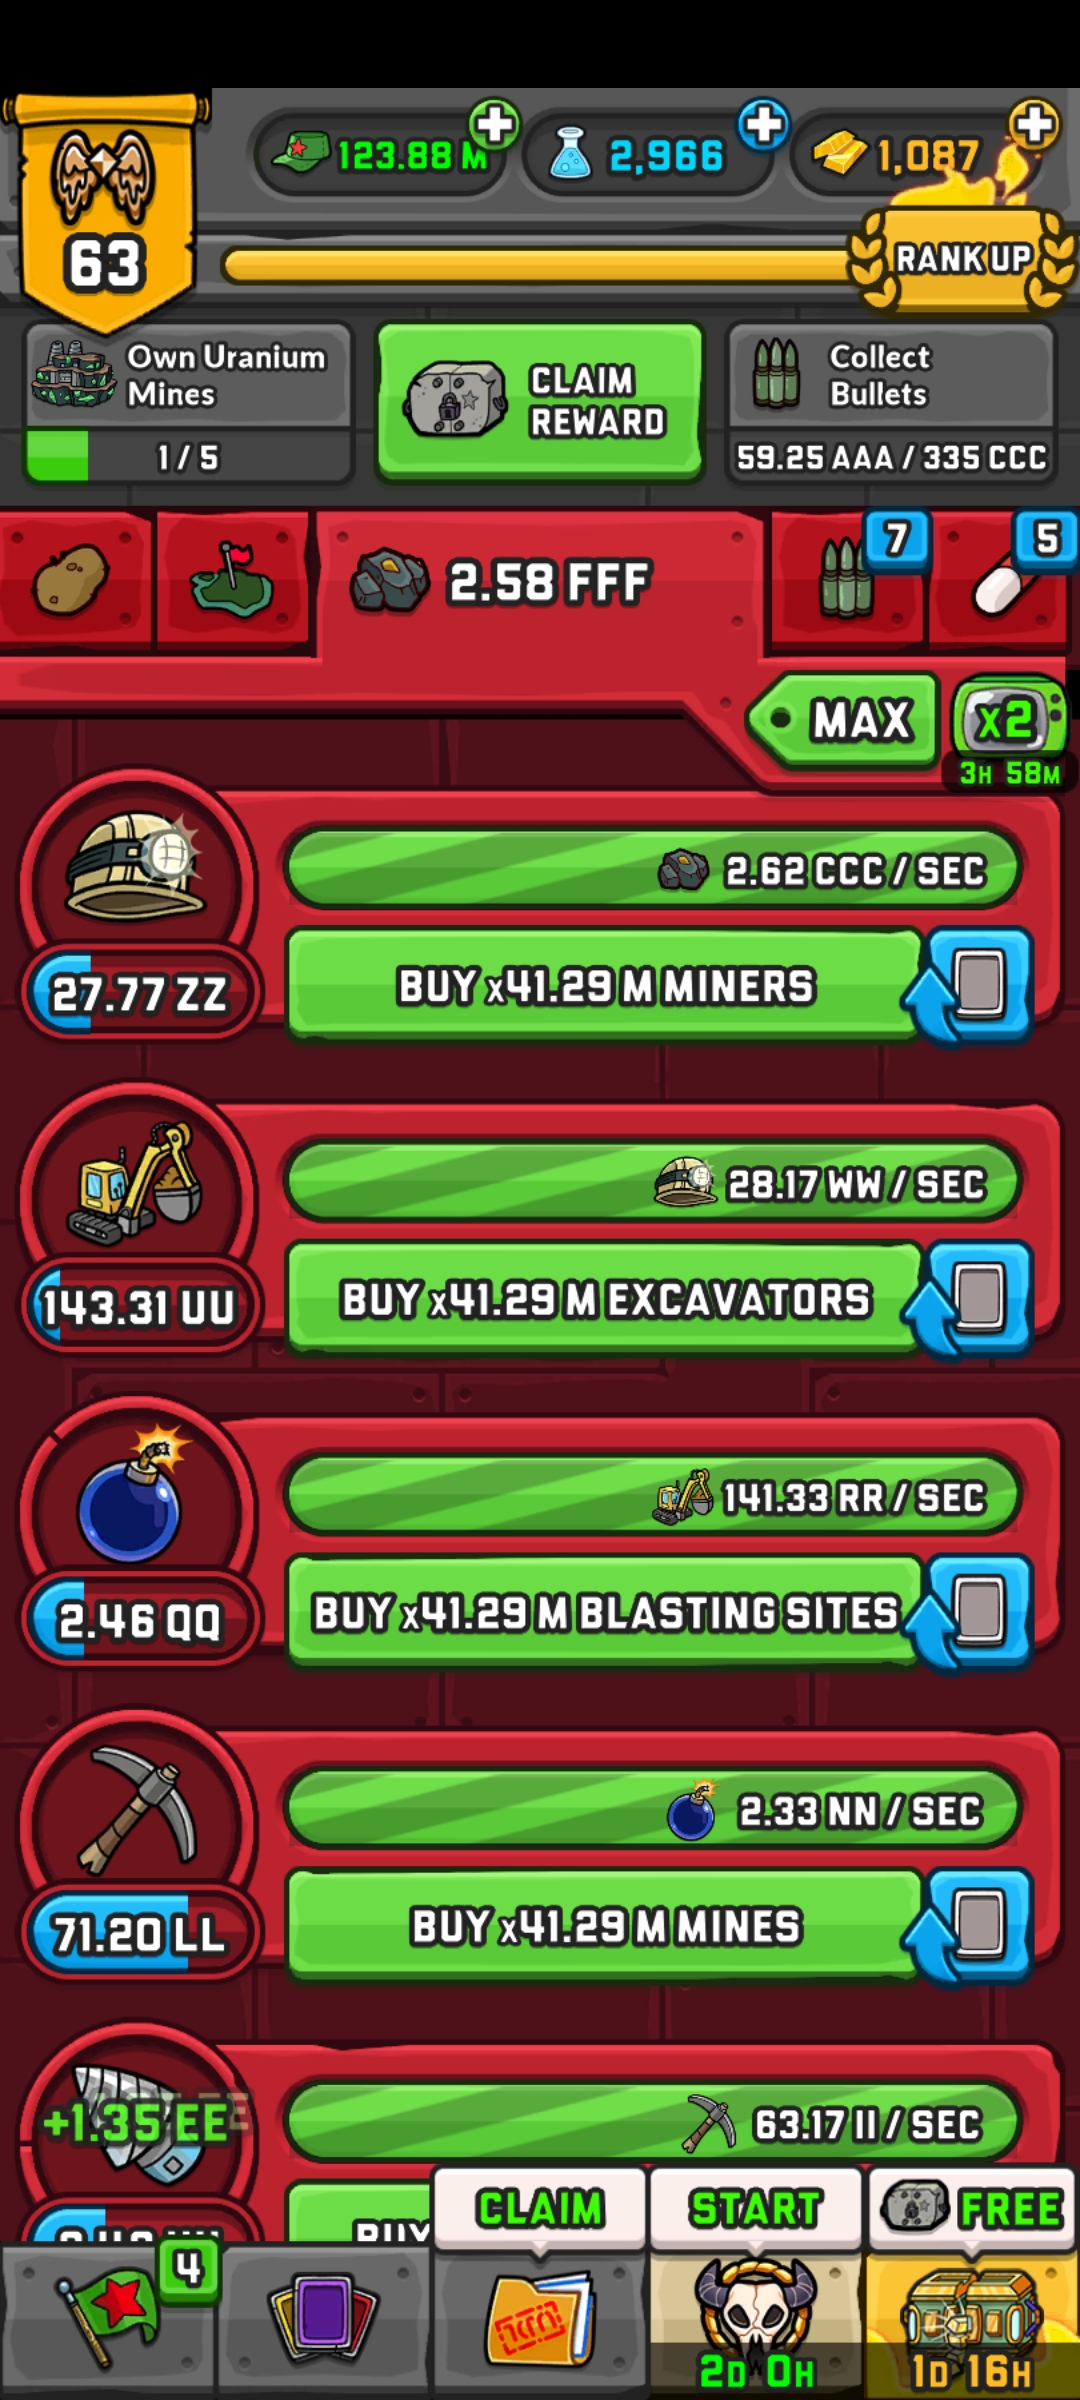 123.88 M
2,966
1,087
63
RANK UP
Own Uranium
Mines
1 / 5
CLAIM
REWARD
Collect
Bullets
59.25 AAA / 335 CCC
2.58 FFF
7
5
MAX
x2
3H 58M
2.62 CCC / SEC
27.77 ZZ
BUY x41.29 M MINERS
28.17 WW / SEC
143.31 UU
BUY x41.29 M EXCAVATORS
141.33 RR / SEC
2.46 QQ
BUY x41.29 M BLASTING SITES
2.33 NN / SEC
71.20 LL
BUY x41.29 M MINES
+1.35 EE
63.17 II / SEC
BUY
CLAIM
START
FREE
4
2D 0H
1D 16H